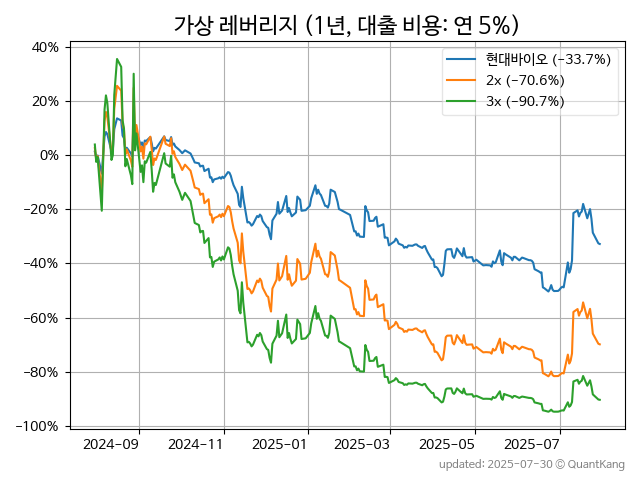 가상 레버리지 (1년, 대출 비용: 연 5%)
현대바이오 (−33.7%)
2x (−70.6%)
3x (−90.7%)
40%
20%
0%
−20%
−40%
−60%
−80%
−100%
2024-09 2024-11 2025-01 2025-03 2025-05 2025-07
updated: 2025-07-30 © QuantKang